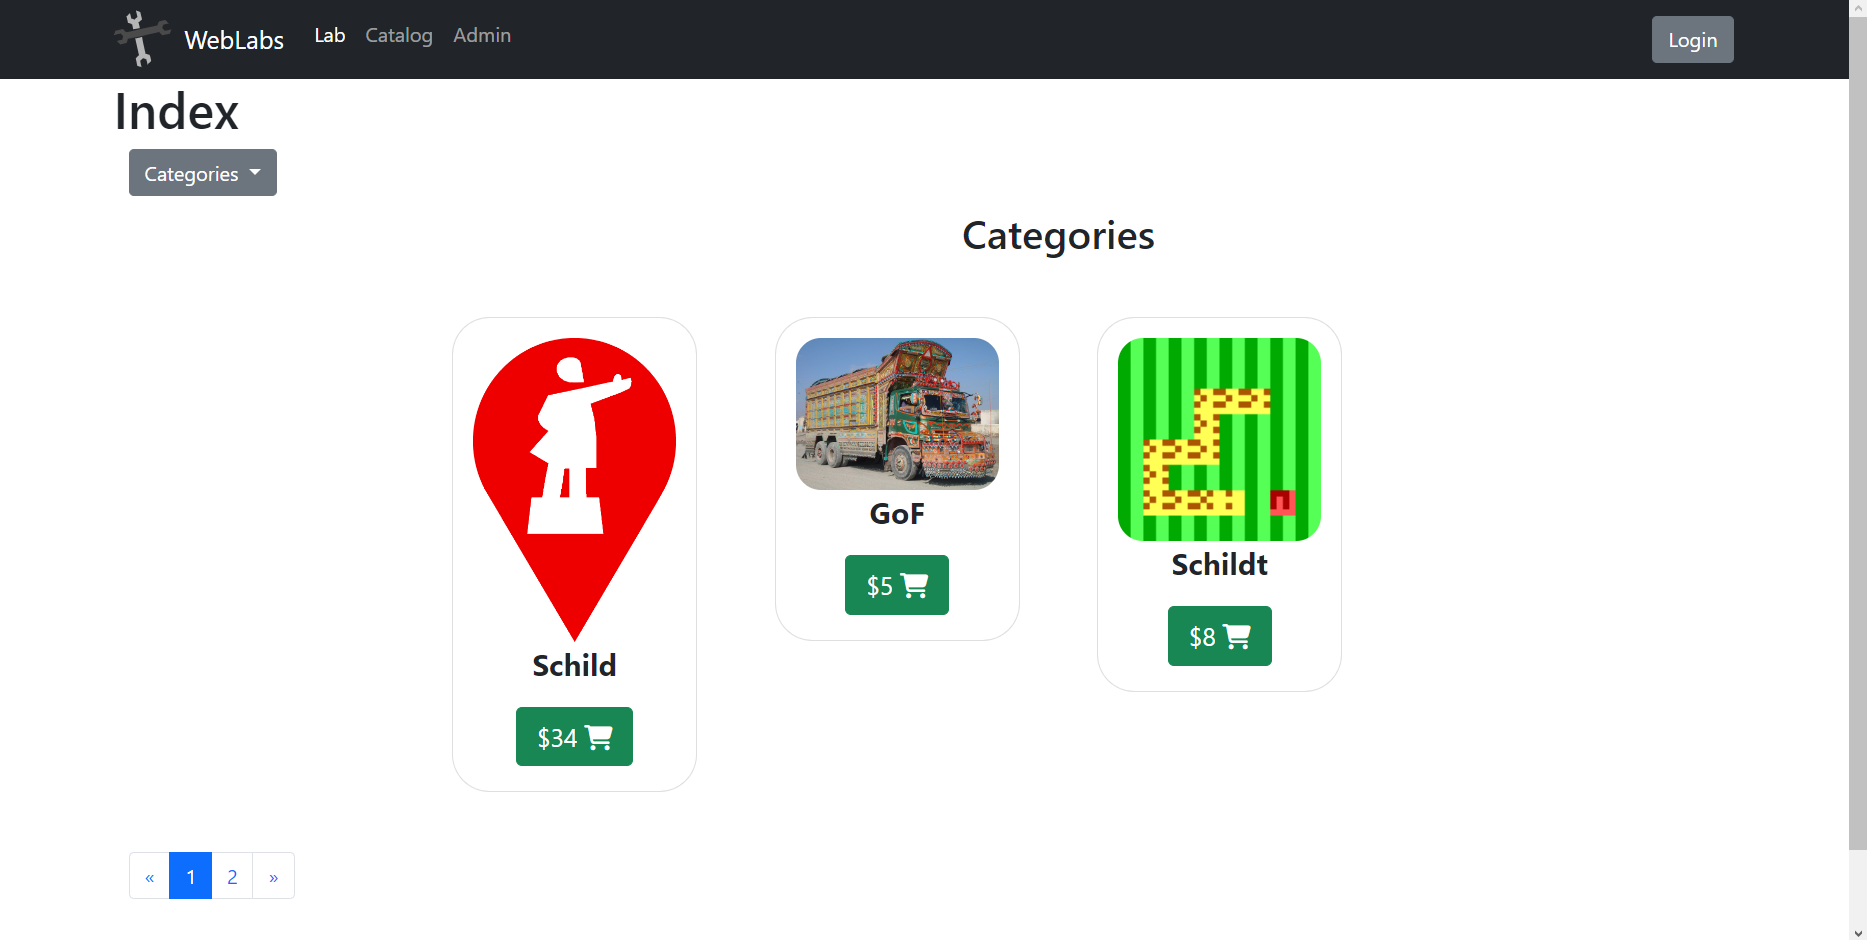 WebLabs Lab Catalog Admin Login
Index
Categories
Categories
Schild
$34
GoF
$5
Schildt
$8
« 1 2 »